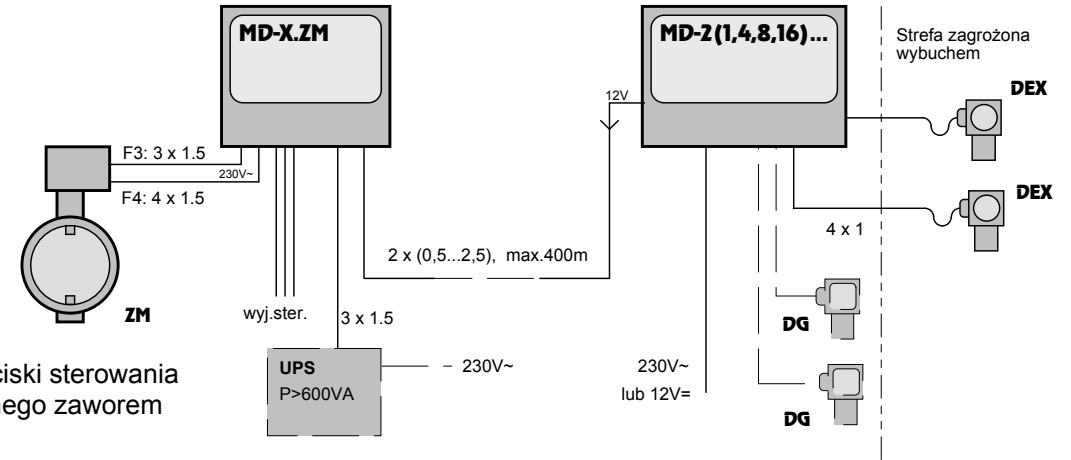 MD-X.ZM
MD-2(1,4,8,16)...
Strefa zagrożona
wybuchem
DEX
12V
F3: 3 x 1.5
230V~
F4: 4 x 1.5
DEX
4 x 1
2 x (0,5...2,5), max.400m
ZM
wyj.ster.
3 x 1.5
DG
UPS
P>600VA
230V~
230V~
lub 12V=
DG
ciski sterowania
nego zaworem